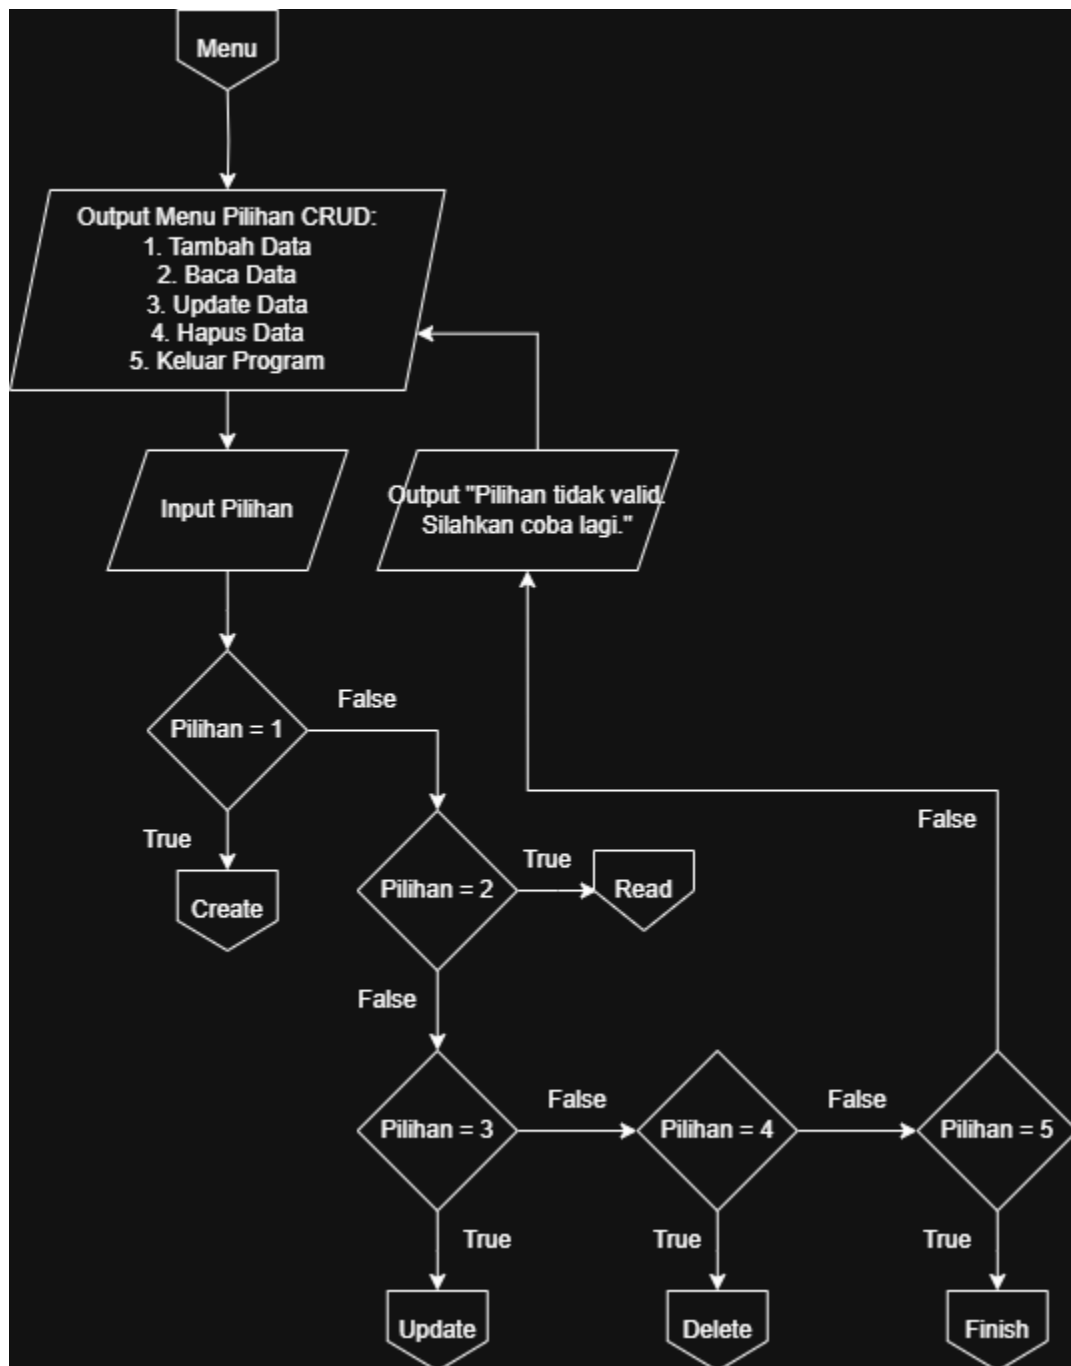 Menu
Output Menu Pilihan CRUD:
1. Tambah Data
2. Baca Data
3. Update Data
4. Hapus Data
5. Keluar Program
Input Pilihan
Output "Pilihan tidak valid.
Silahkan coba lagi."
Pilihan = 1
False
True
Create
Pilihan = 2
True
Read
False
False
Pilihan = 3
False
Pilihan = 4
False
Pilihan = 5
True
True
True
Update
Delete
Finish